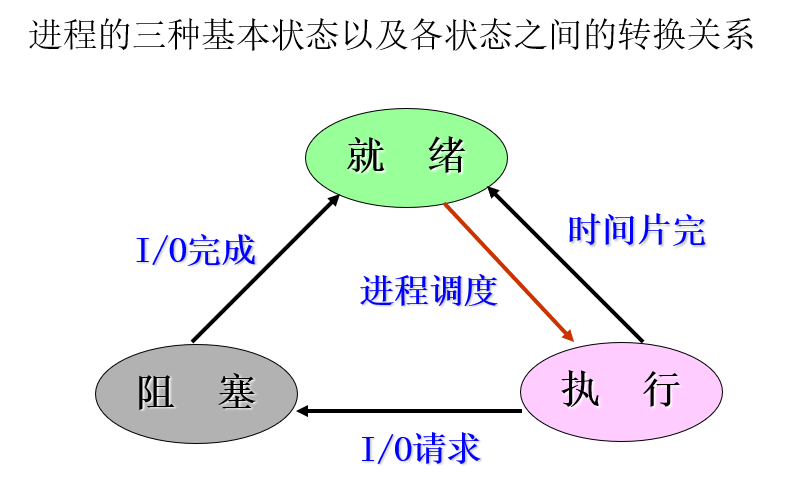 进程的三种基本状态以及各状态之间的转换关系
就 绪
I/O完成
时间片完
进程调度
阻 塞
执 行
I/O请求